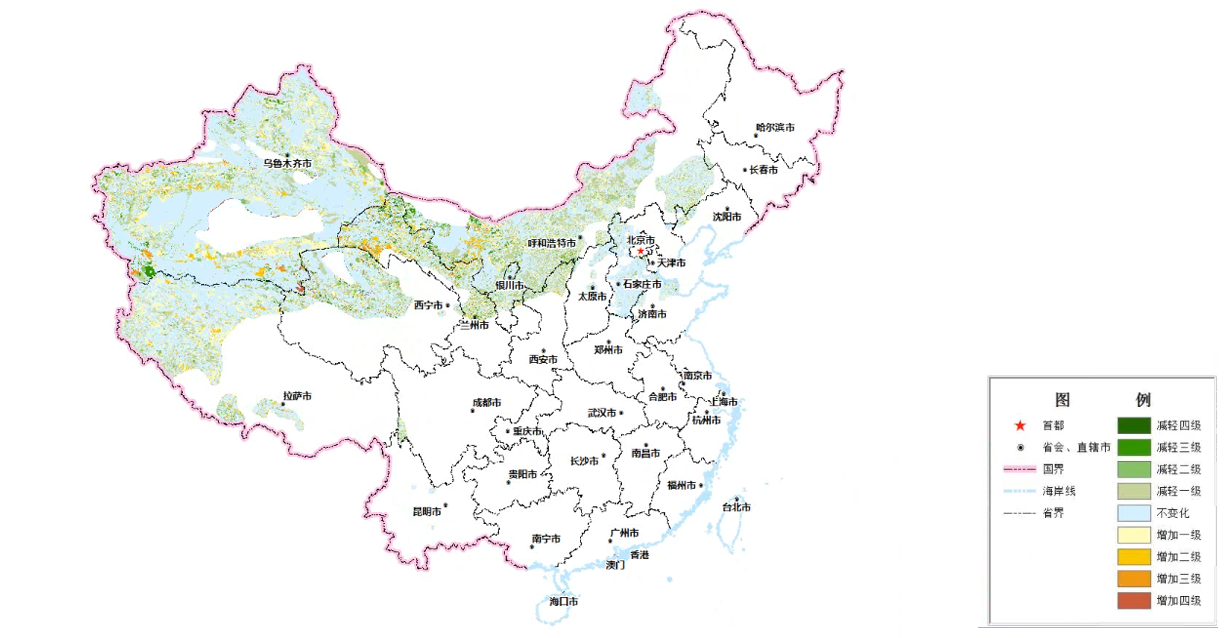 哈尔滨市
长春市
乌鲁木齐市
沈阳市
呼和浩特市
北京市
天津市
银川市
石家庄市
太原市
西宁市
济南市
兰州市
郑州市
西安市
南京市
拉萨市
合肥市
上海市
成都市
武汉市
杭州市
重庆市
南昌市
长沙市
贵阳市
福州市
昆明市
台北市
南宁市
广州市
香港
澳门
海口市
图 例
首都
省会、直辖市
国界
海岸线
省界
减轻四级
减轻三级
减轻二级
减轻一级
不变化
增加一级
增加二级
增加三级
增加四级